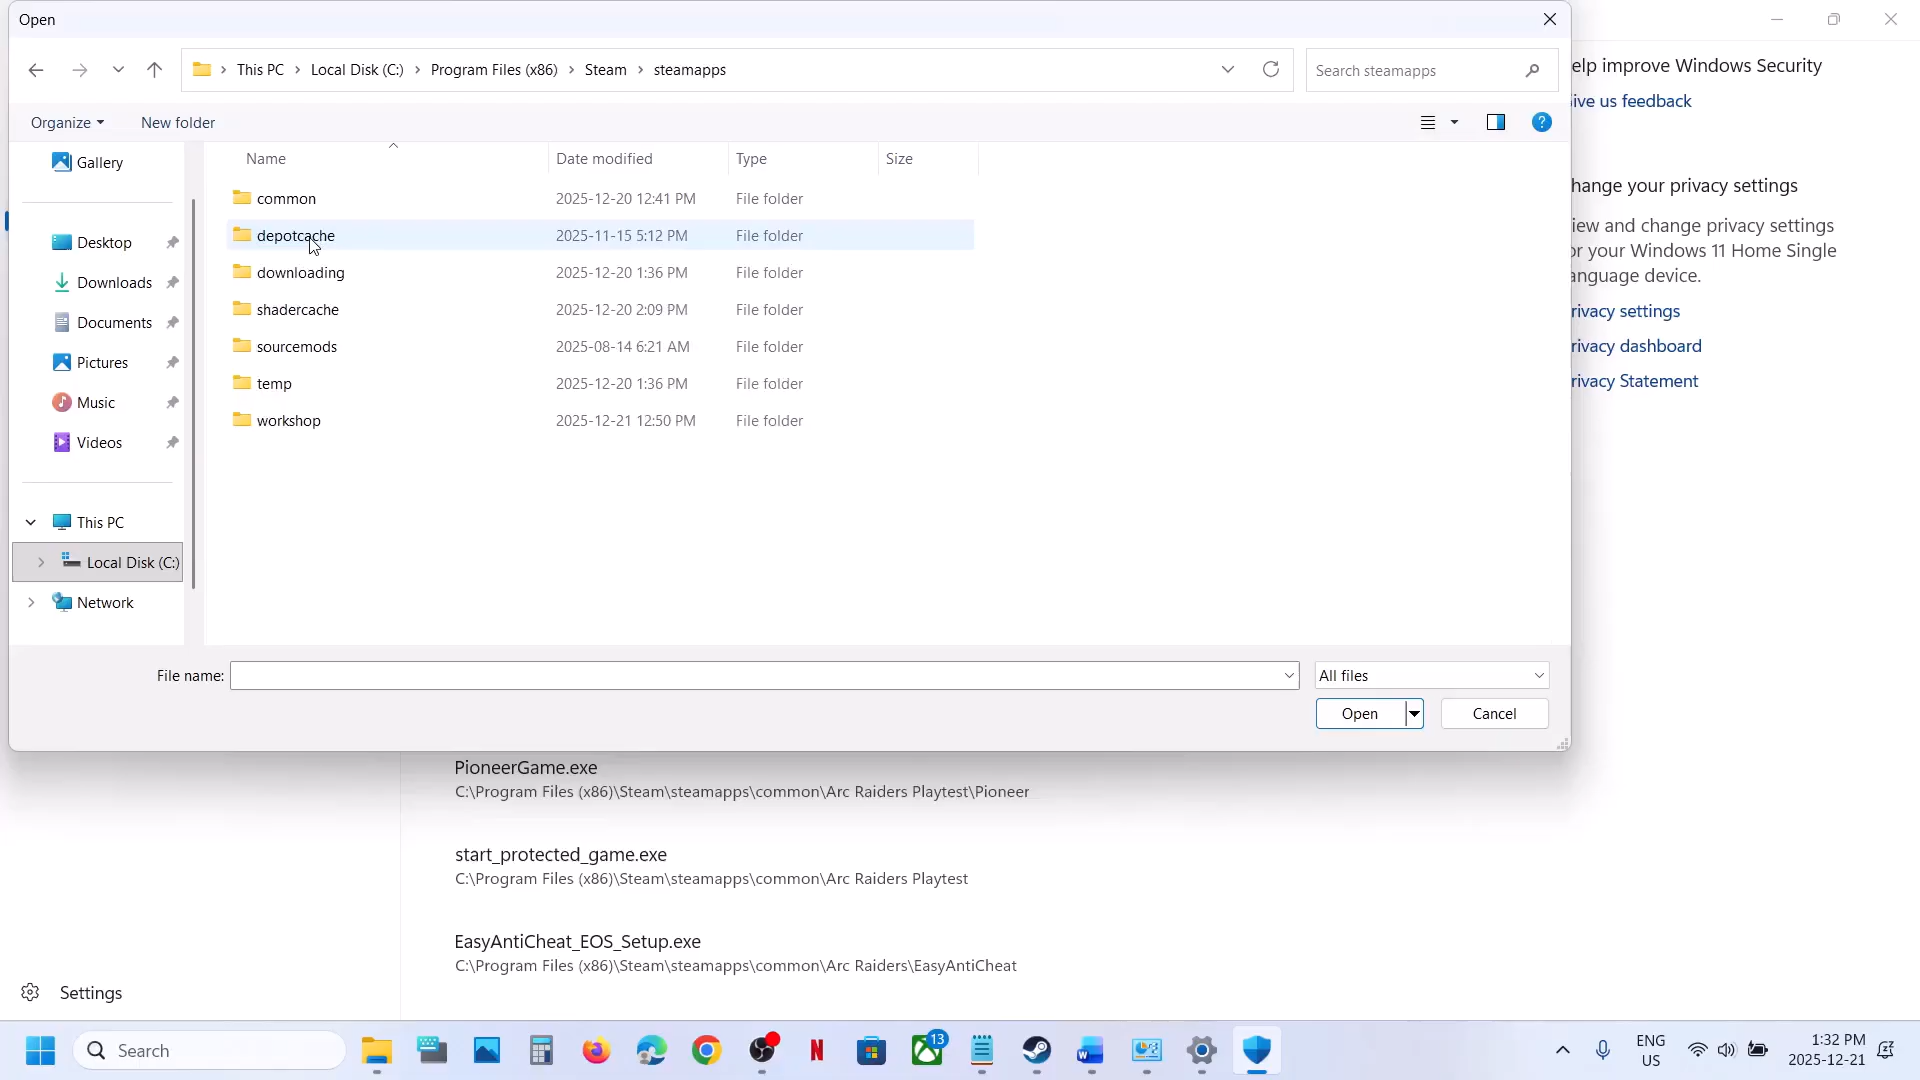 Open
This PC > Local Disk (C:) > Program Files (x86) > Steam > steamapps
Search steamapps
Organize
New folder
?
Gallery
Desktop
Downloads
Documents
Pictures
Music
Videos
This PC
Local Disk (C:)
Network
Name Date modified Type Size
common 2025-12-20 12:41 PM File folder
depotcache 2025-11-15 5:12 PM File folder
downloading 2025-12-20 1:36 PM File folder
shadercache 2025-12-20 2:09 PM File folder
sourcemods 2025-08-14 6:21 AM File folder
temp 2025-12-20 1:36 PM File folder
workshop 2025-12-21 12:50 PM File folder
File name:
All files
Open
Cancel
elp improve Windows Security
ive us feedback
hange your privacy settings
iew and change privacy settings
or your Windows 11 Home Single
anguage device.
rivacy settings
rivacy dashboard
rivacy Statement
PioneerGame.exe
C:\Program Files (x86)\Steam\steamapps\common\Arc Raiders Playtest\Pioneer
start_protected_game.exe
C:\Program Files (x86)\Steam\steamapps\common\Arc Raiders Playtest
EasyAntiCheat_EOS_Setup.exe
C:\Program Files (x86)\Steam\steamapps\common\Arc Raiders\EasyAntiCheat
Settings
Search
N
13
W
ENG
US
1:32 PM
2025-12-21